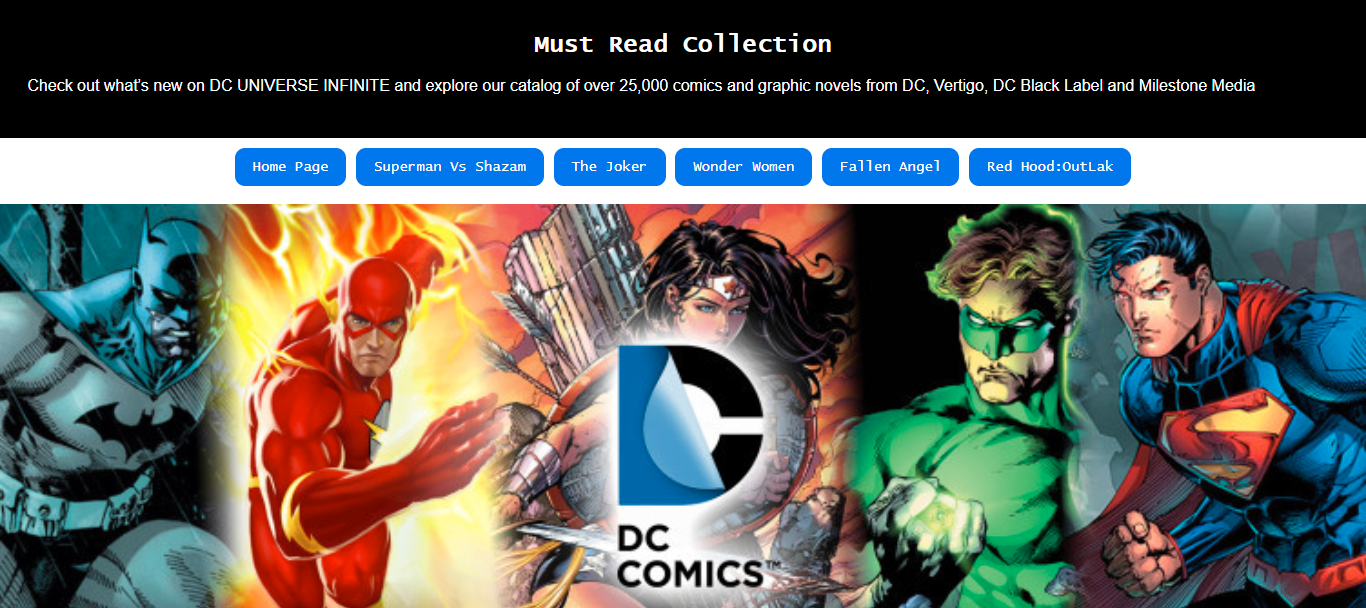 Must Read Collection
Check out what's new on DC UNIVERSE INFINITE and explore our catalog of over 25,000 comics and graphic novels from DC, Vertigo, DC Black Label and Milestone Media
Home Page
Superman Vs Shazam
The Joker
Wonder Women
Fallen Angel
Red Hood:OutLak
DC
COMICS™